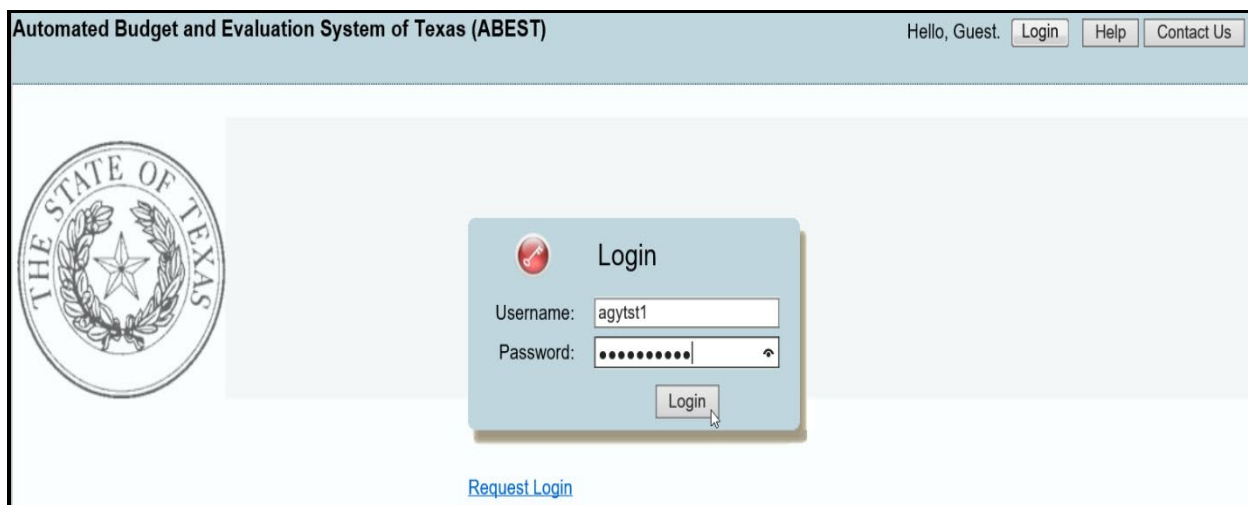 Automated Budget and Evaluation System of Texas (ABEST)
Hello, Guest. Login Help Contact Us
THE STATE OF TEXAS
Login
Username: agytst1
Password: ●●●●●●●●●●
Login
Request Login